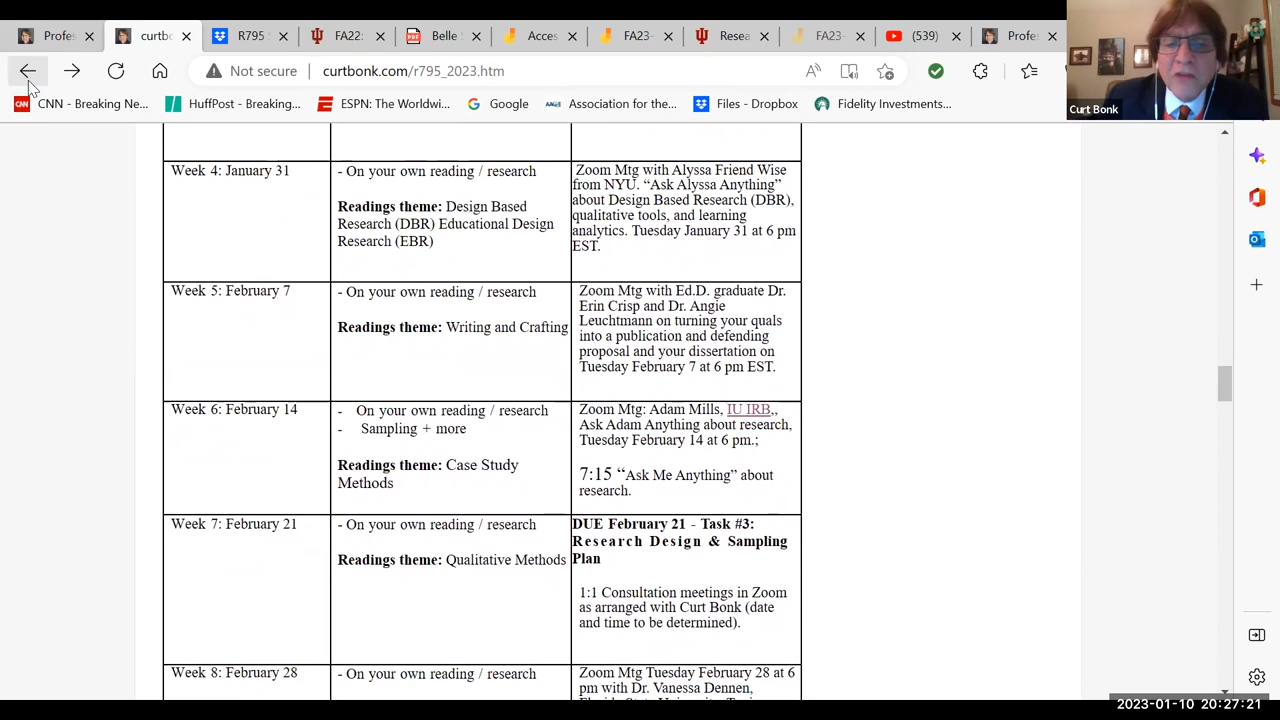 Profes
curtbo
R795
FA22:
Belle
Acces
FA23-
Resea
FA23-
(539)
Profes
Not secure
curtbonk.com/r795_2023.htm
CNN - Breaking Ne...
HuffPost - Breaking...
ESPN: The Worldwi...
Google
Association for the...
Files - Dropbox
Fidelity Investments...
Curt Bonk
Week 4: January 31
- On your own reading / research
Readings theme: Design Based
Research (DBR) Educational Design
Research (EBR)
Zoom Mtg with Alyssa Friend Wise
from NYU. “Ask Alyssa Anything”
about Design Based Research (DBR),
qualitative tools, and learning
analytics. Tuesday January 31 at 6 pm
EST.
Week 5: February 7
- On your own reading / research
Readings theme: Writing and Crafting
Zoom Mtg with Ed.D. graduate Dr.
Erin Crisp and Dr. Angie
Leuchtmann on turning your quals
into a publication and defending
proposal and your dissertation on
Tuesday February 7 at 6 pm EST.
Week 6: February 14
- On your own reading / research
- Sampling + more
Readings theme: Case Study
Methods
Zoom Mtg: Adam Mills, IU IRB,,
Ask Adam Anything about research,
Tuesday February 14 at 6 pm.;
7:15 “Ask Me Anything” about
research.
Week 7: February 21
- On your own reading / research
Readings theme: Qualitative Methods
DUE February 21 - Task #3:
Research Design & Sampling
Plan
1:1 Consultation meetings in Zoom
as arranged with Curt Bonk (date
and time to be determined).
Week 8: February 28
- On your own reading / research
Zoom Mtg Tuesday February 28 at 6
pm with Dr. Vanessa Dennen,
2023-01-10 20:27:21